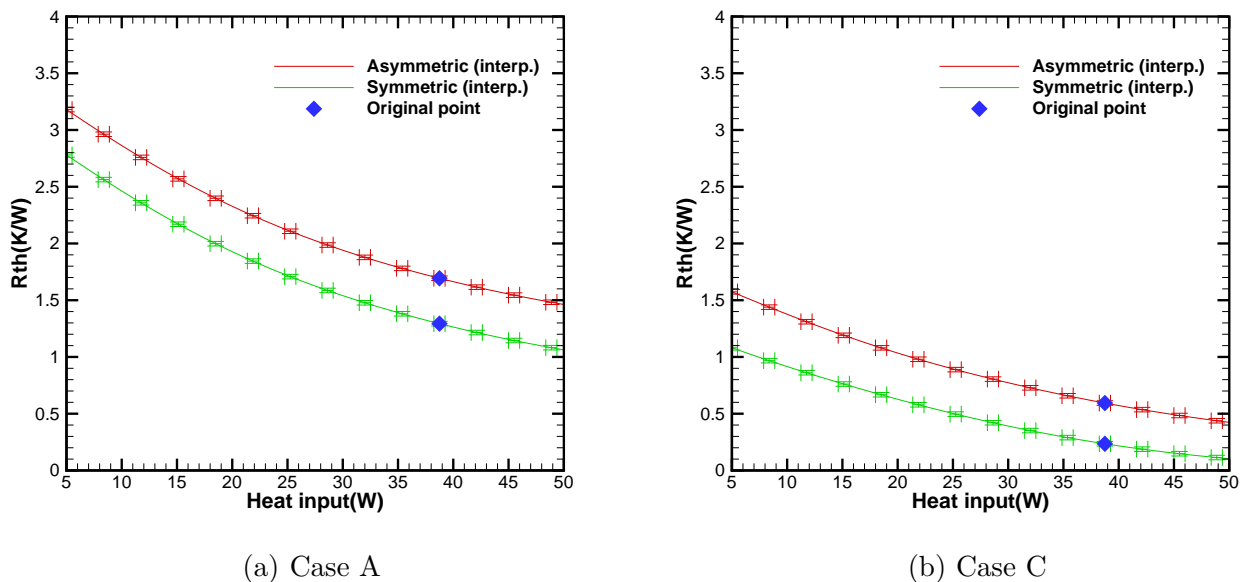 Rth(K/W)
4
3.5
3
2.5
2
1.5
1
0.5
0
Asymmetric (interp.)
Symmetric (interp.)
Original point
5 10 15 20 25 30 35 40 45 50
Heat input(W)
(a) Case A
Rth(K/W)
4
3.5
3
2.5
2
1.5
1
0.5
0
Asymmetric (interp.)
Symmetric (interp.)
Original point
5 10 15 20 25 30 35 40 45 50
Heat input(W)
(b) Case C